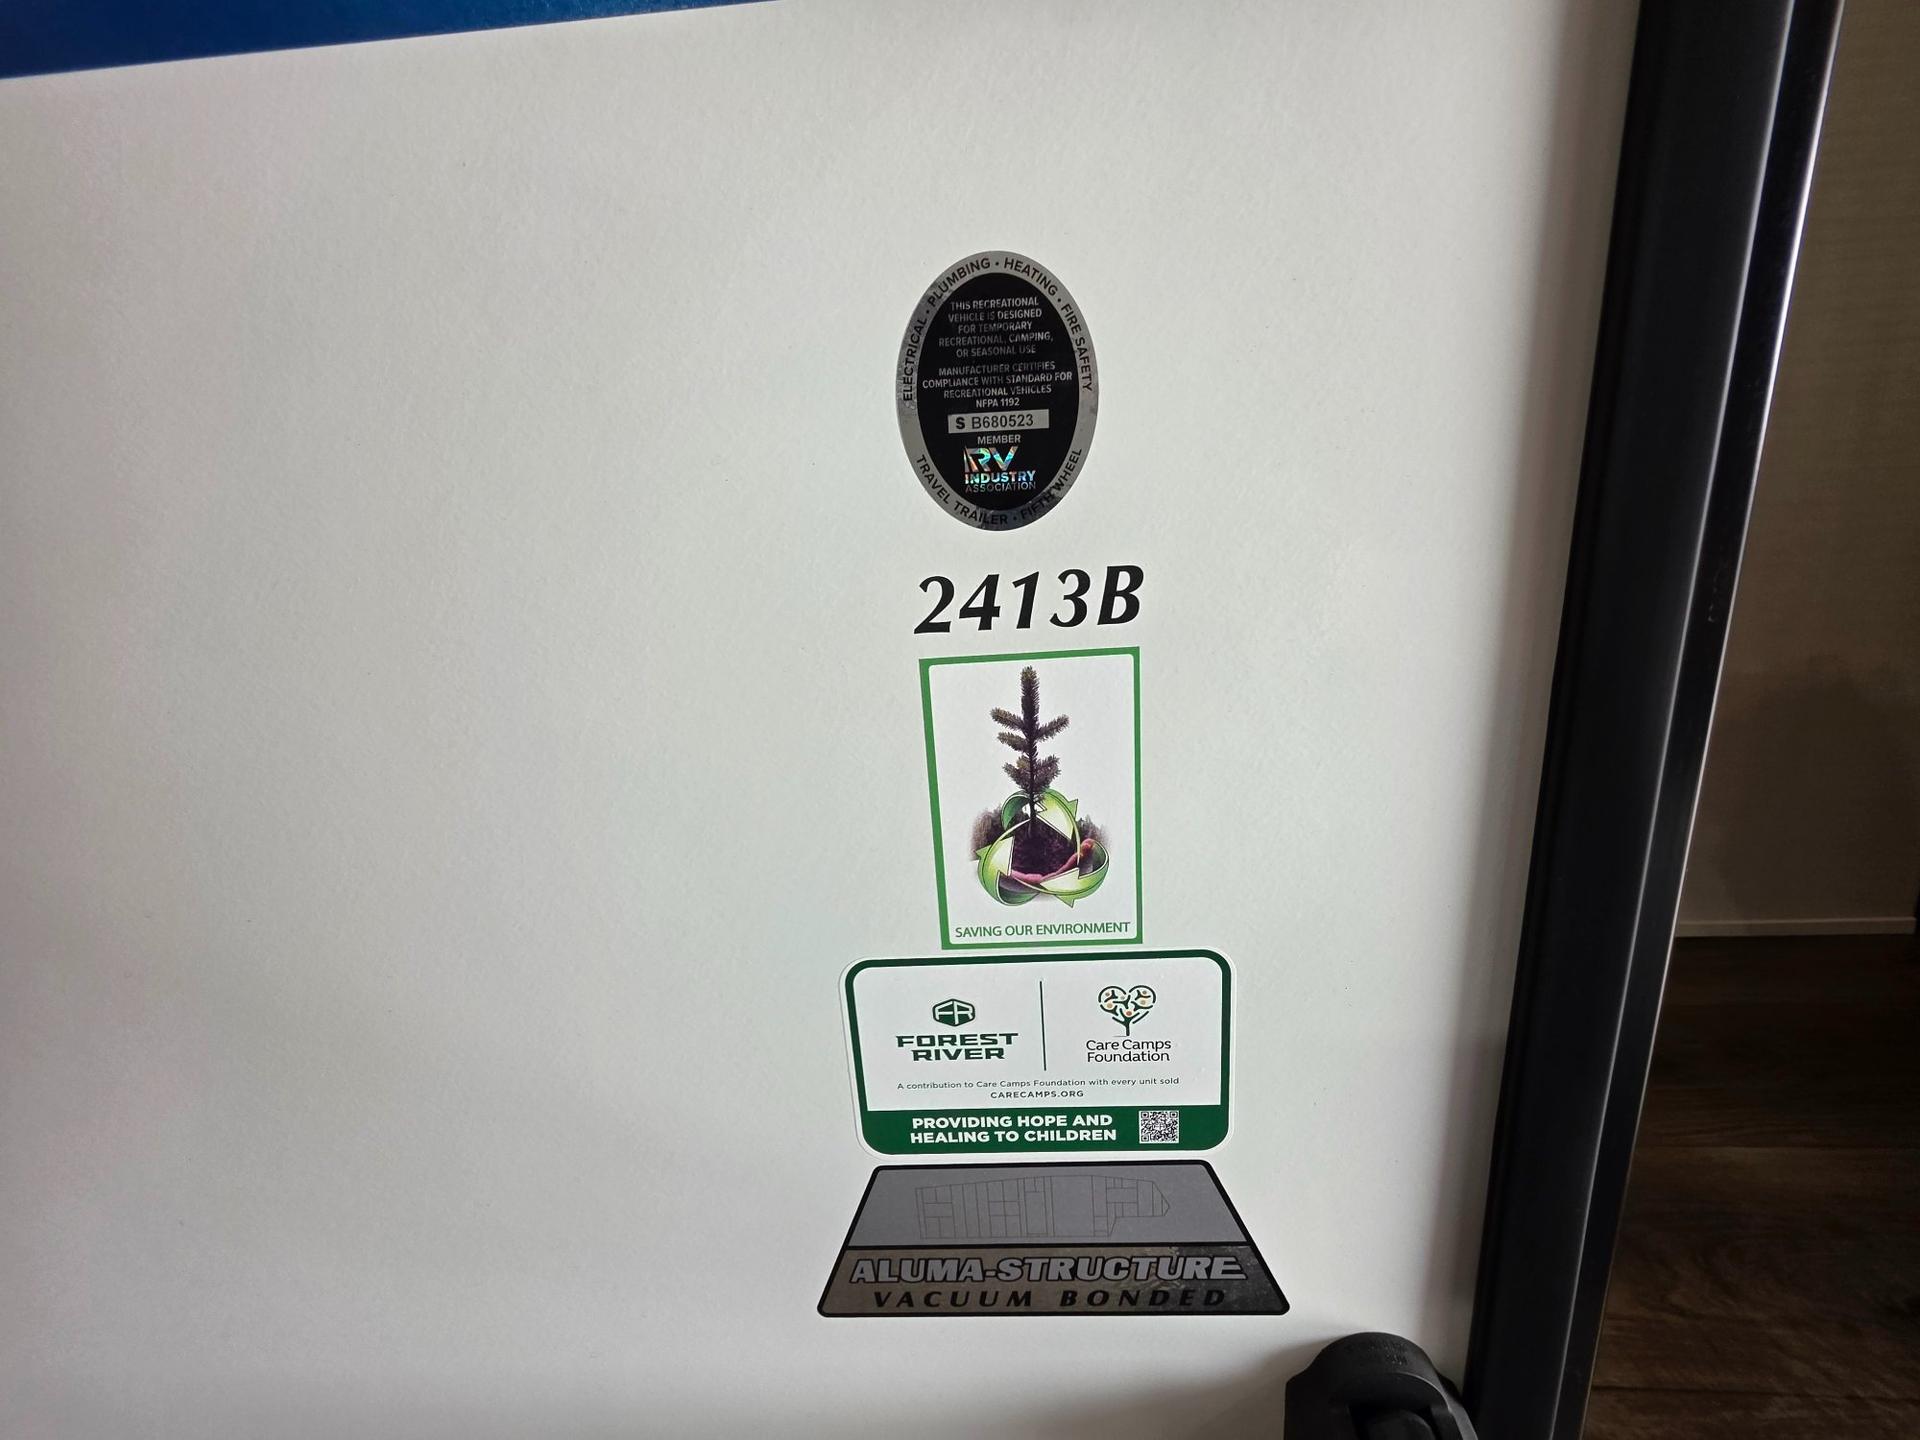 ELECTRICAL • PLUMBING • HEATING • FIRE SAFETY
THIS RECREATIONAL
VEHICLE IS DESIGNED
FOR TEMPORARY
RECREATIONAL, CAMPING,
OR SEASONAL USE
MANUFACTURER CERTIFIES
COMPLIANCE WITH STANDARD FOR
RECREATIONAL VEHICLES
NFPA 1192
S B680523
MEMBER
RV
INDUSTRY
ASSOCIATION
TRAVEL TRAILER • FIFTH WHEEL
2413B
SAVING OUR ENVIRONMENT
FR
FOREST
RIVER
Care Camps
Foundation
A contribution to Care Camps Foundation with every unit sold
CARECAMPS.ORG
PROVIDING HOPE AND
HEALING TO CHILDREN
ALUMA-STRUCTURE
VACUUM BONDED